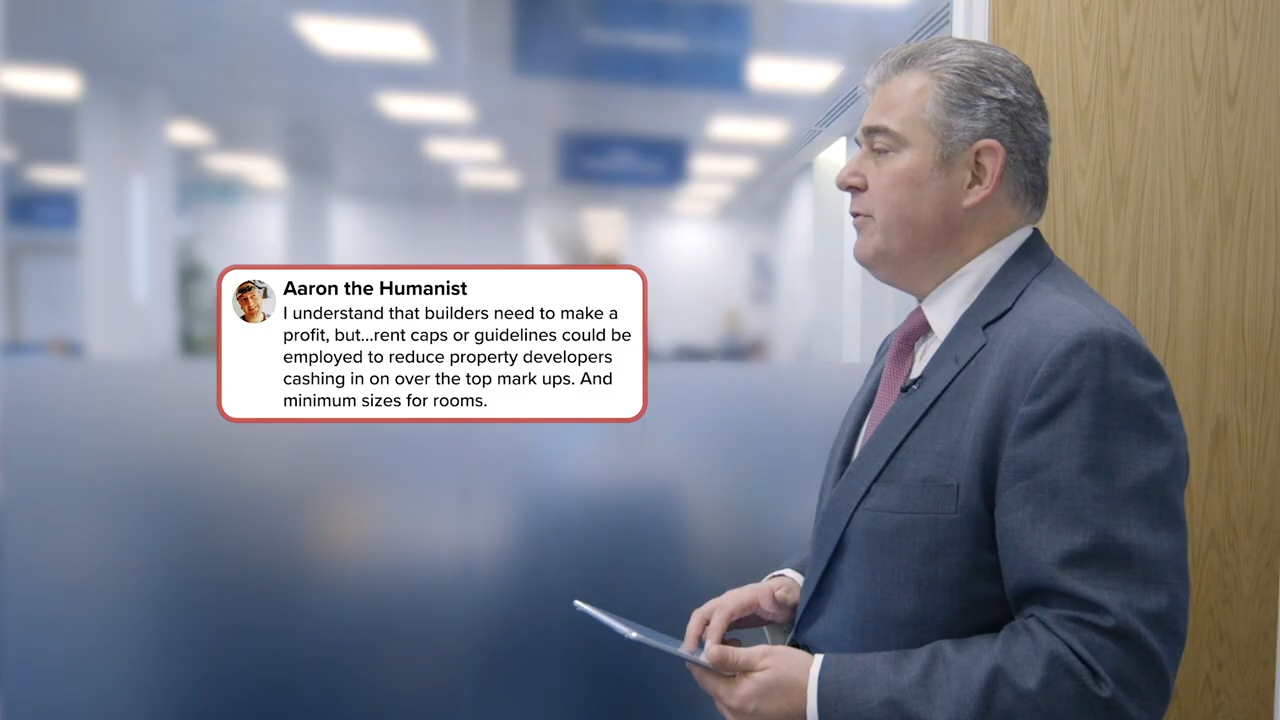 Aaron the Humanist
I understand that builders need to make a
profit, but...rent caps or guidelines could be
employed to reduce property developers
cashing in on over the top mark ups. And
minimum sizes for rooms.